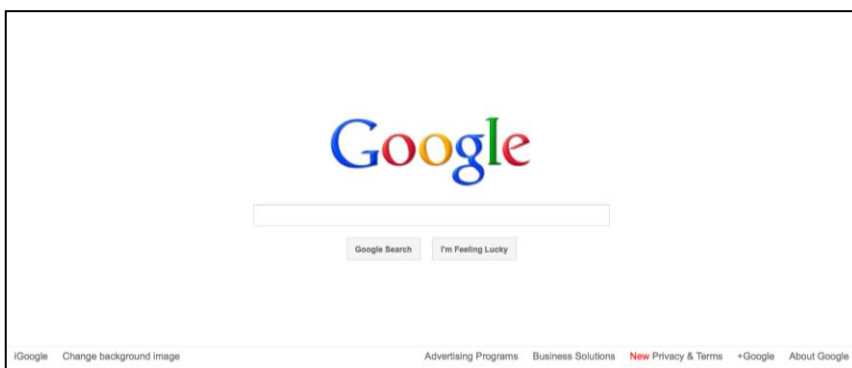 Google
Google Search I'm Feeling Lucky
iGoogle Change background image Advertising Programs Business Solutions New Privacy & Terms +Google About Google